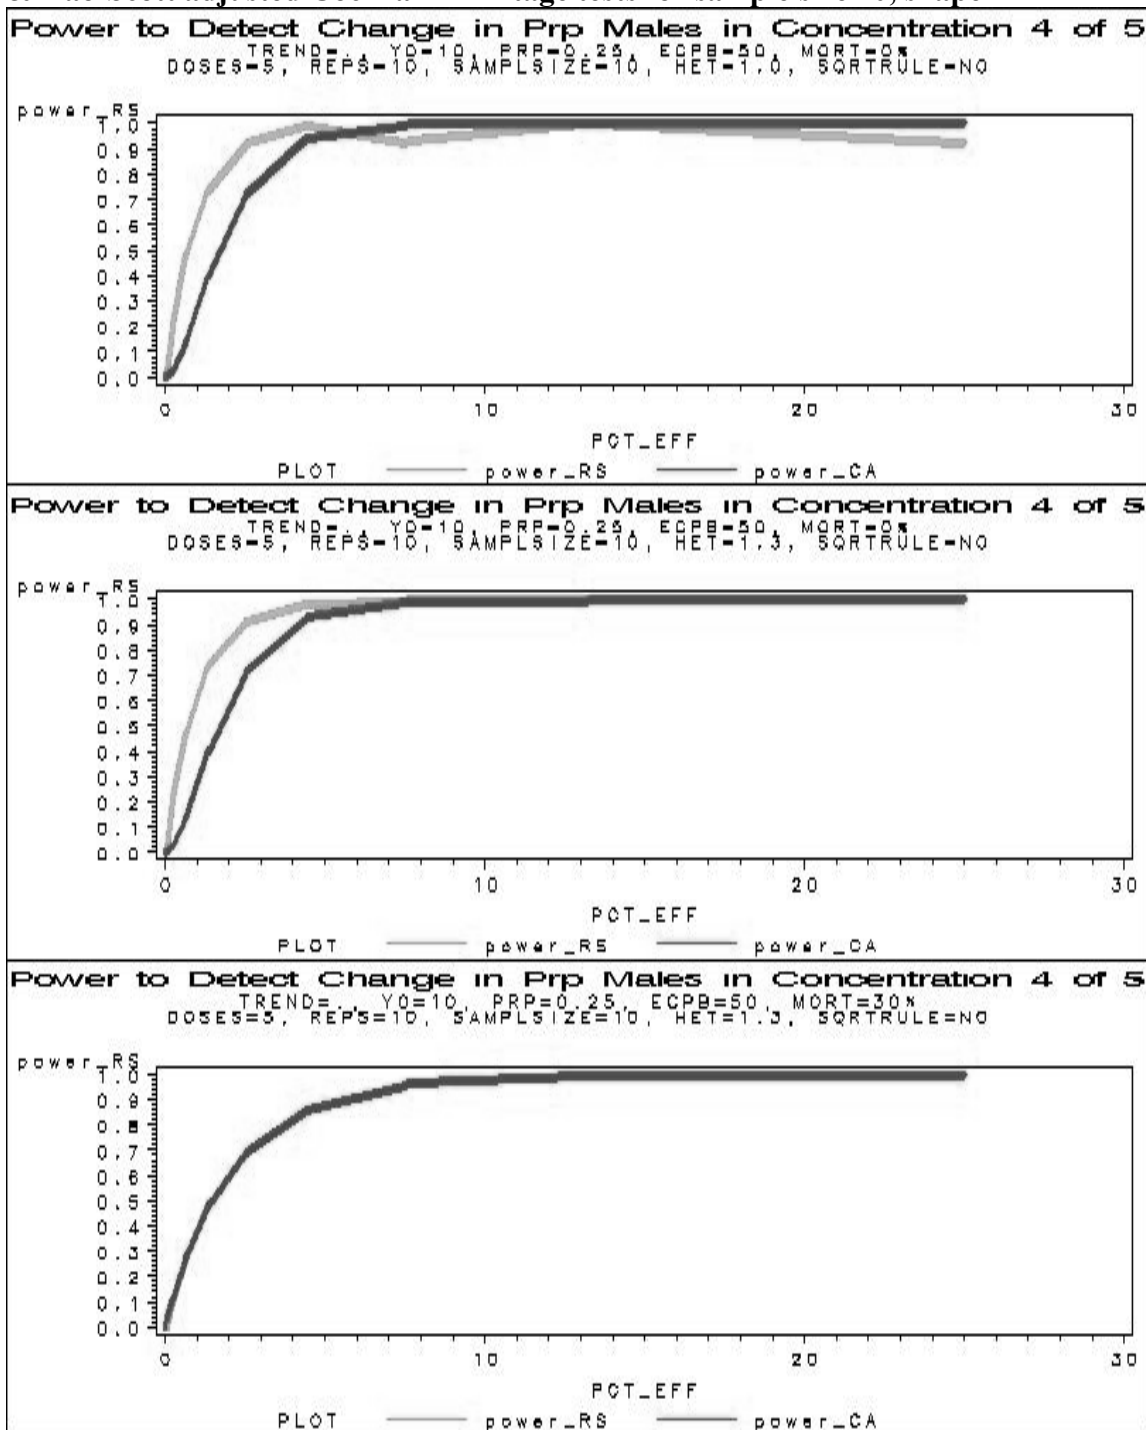 Power to Detect Change in Prp Males in Concentration 4 of 5
TREND=., Y0=10, PRP=0.25, ECPB=50, MORT=0%
DOSES=5, REPS=10, SAMPLSIZE=10, HET=1.0, SQRTRULE=NO
power_RS
1.0
0.9
0.8
0.7
0.6
0.5
0.4
0.3
0.2
0.1
0.0
0 10 20 30
PCT_EFF
PLOT power_RS power_CA
Power to Detect Change in Prp Males in Concentration 4 of 5
TREND=., Y0=10, PRP=0.25, ECPB=50, MORT=0%
DOSES=5, REPS=10, SAMPLSIZE=10, HET=1.3, SQRTRULE=NO
power_RS
1.0
0.9
0.8
0.7
0.6
0.5
0.4
0.3
0.2
0.1
0.0
0 10 20 30
PCT_EFF
PLOT power_RS power_CA
Power to Detect Change in Prp Males in Concentration 4 of 5
TREND=., Y0=10, PRP=0.25, ECPB=50, MORT=30%
DOSES=5, REPS=10, SAMPLSIZE=10, HET=1.3, SQRTRULE=NO
power_RS
1.0
0.9
0.8
0.7
0.6
0.5
0.4
0.3
0.2
0.1
0.0
0 10 20 30
PCT_EFF
PLOT power_RS power_CA